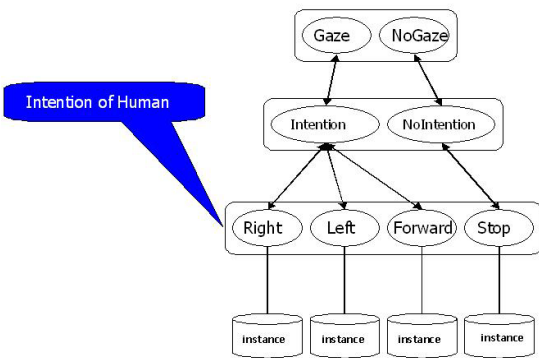 Gaze NoGaze
Intention of Human
Intention NoIntention
Right Left Forward Stop
instance instance instance instance